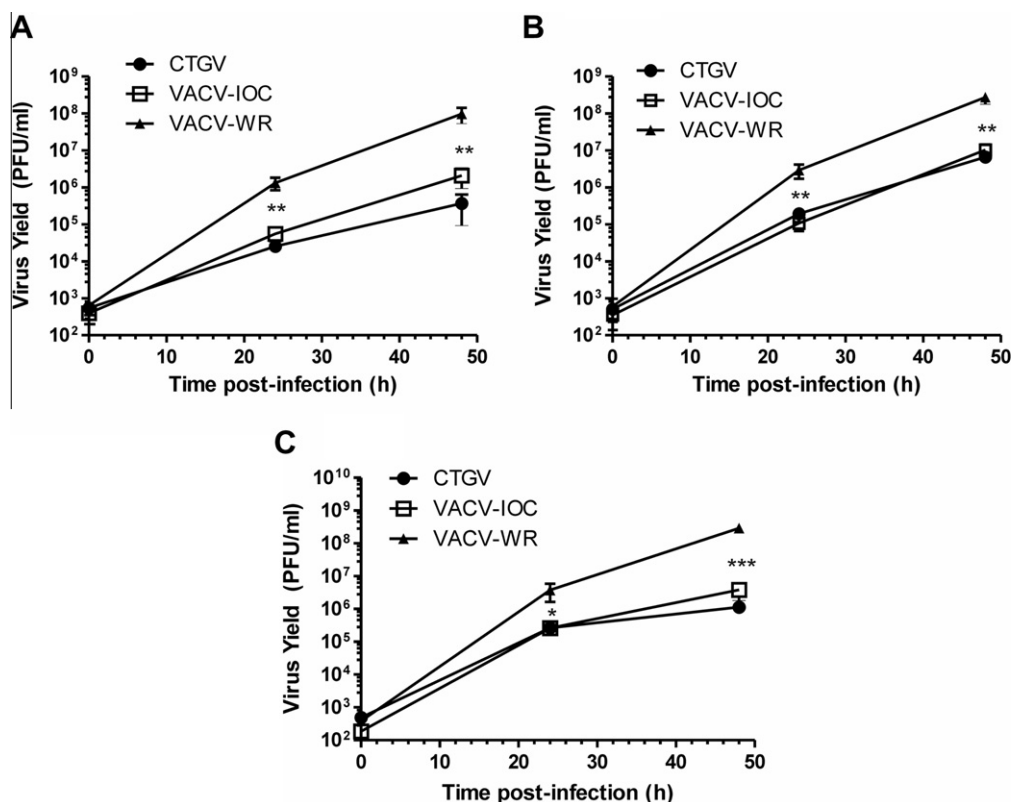 A
CTGV
VACV-IOC
VACV-WR
Virus Yield (PFU/ml)
10⁹
10⁸
10⁷
10⁶
10⁵
10⁴
10³
10²
**
**
0 10 20 30 40 50
Time post-infection (h)
B
CTGV
VACV-IOC
VACV-WR
Virus Yield (PFU/ml)
10⁹
10⁸
10⁷
10⁶
10⁵
10⁴
10³
10²
**
**
0 10 20 30 40 50
Time post-infection (h)
C
CTGV
VACV-IOC
VACV-WR
Virus Yield (PFU/ml)
10¹⁰
10⁹
10⁸
10⁷
10⁶
10⁵
10⁴
10³
10²
***
*
0 10 20 30 40 50
Time post-infection (h)